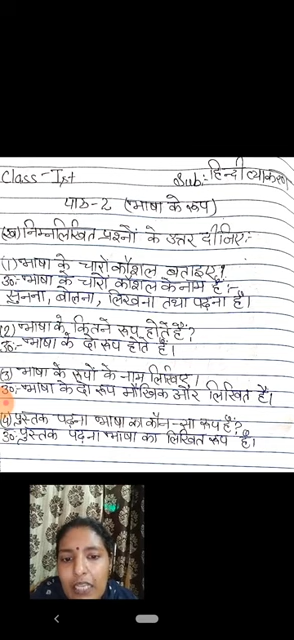 Class-Ist Sub:- हिन्दी व्याकरण
पाठ-2 (भाषा के रूप)
(ख) निम्नलिखित प्रश्नों के उत्तर दीजिए:-
(1) भाषा के चारों कौशल बताइए।
उ०:- भाषा के चारों कौशल के नाम हैं:-
सुनना, बोलना, लिखना तथा पढ़ना है।
(2) भाषा के कितने रूप होते हैं?
उ०:- भाषा के दो रूप होते हैं।
(3) भाषा के रूपों के नाम लिखिए।
उ०:- भाषा के दो रूप मौखिक और लिखित हैं।
(4) पुस्तक पढ़ना भाषा का कौन-सा रूप है?
उ०:- पुस्तक पढ़ना भाषा का लिखित रूप है।